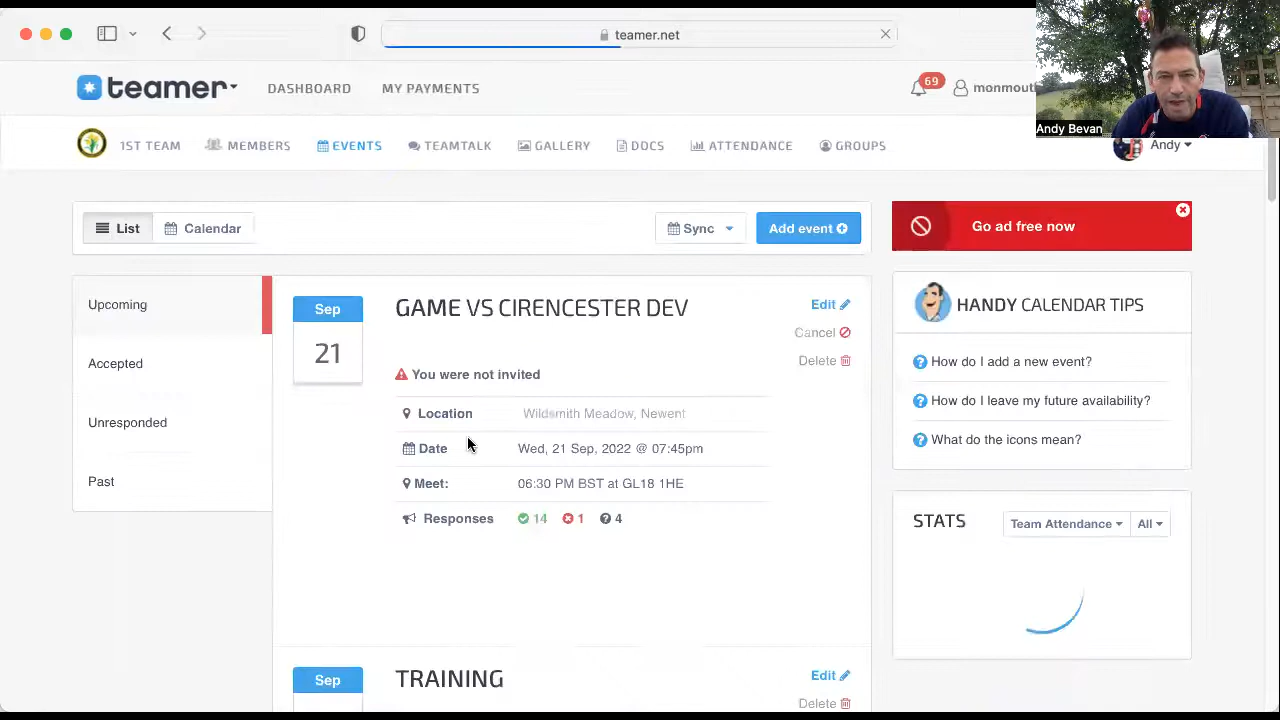 teamer.net
teamer
DASHBOARD
MY PAYMENTS
69
monmouth
Andy Bevan
1ST TEAM
MEMBERS
EVENTS
TEAMTALK
GALLERY
DOCS
ATTENDANCE
GROUPS
Andy
List
Calendar
Sync
Add event
Go ad free now
Upcoming
Accepted
Unresponded
Past
Sep
21
GAME VS CIRENCESTER DEV
Edit
Cancel
Delete
You were not invited
Location Wildsmith Meadow, Newent
Date Wed, 21 Sep, 2022 @ 07:45pm
Meet: 06:30 PM BST at GL18 1HE
Responses 14 1 4
HANDY CALENDAR TIPS
How do I add a new event?
How do I leave my future availability?
What do the icons mean?
STATS
Team Attendance
All
Sep
TRAINING
Edit
Delete